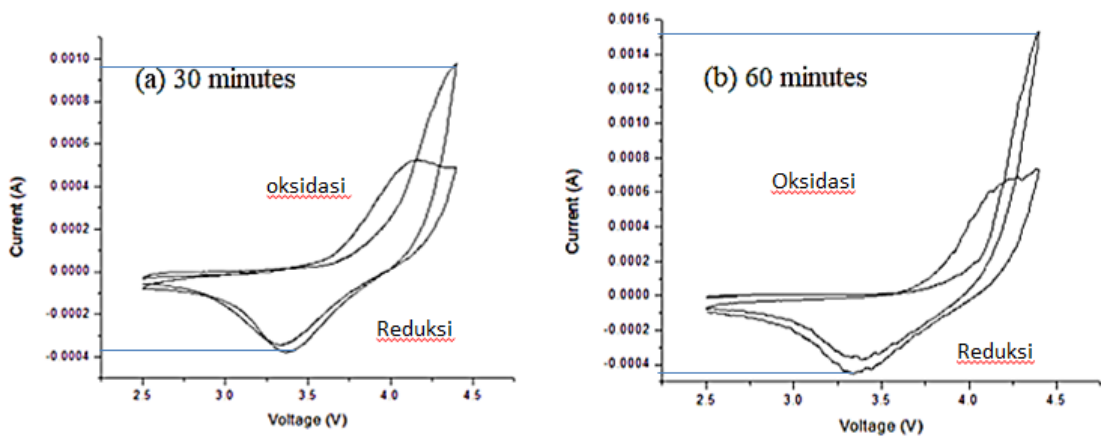 (a) 30 minutes
0.0010
0.0008
0.0006
0.0004
0.0002
0.0000
-0.0002
-0.0004
Current (A)
oksidasi
Reduksi
2.5
3.0
3.5
4.0
4.5
Voltage (V)
(b) 60 minutes
0.0016
0.0014
0.0012
0.0010
0.0008
0.0006
0.0004
0.0002
0.0000
-0.0002
-0.0004
Current (A)
Oksidasi
Reduksi
2.5
3.0
3.5
4.0
4.5
Voltage (V)